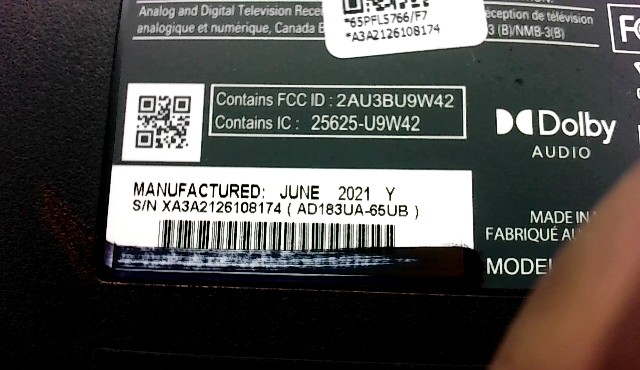 Analog and Digital Television Rece
analogique et numérique, Canada
*65PFL5766/F7
*A3A2126108174
réception de télévision
3 (B)/NMB-3(B)
Contains FCC ID : 2AU3BU9W42
Contains IC : 25625-U9W42
Dolby
AUDIO
MANUFACTURED: JUNE 2021 Y
S/N XA3A2126108174 ( AD183UA-65UB )
MADE IN
FABRIQUÉ AU
MODEL